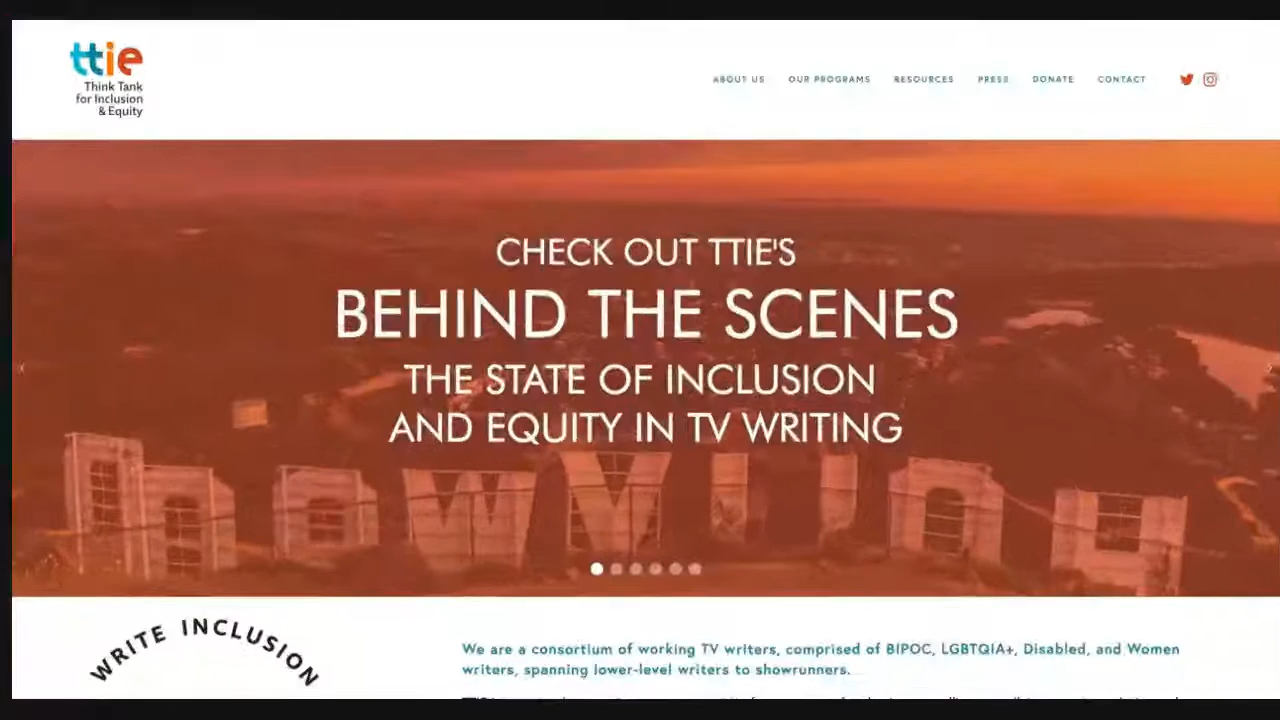 ttie
Think Tank
for Inclusion
& Equity
ABOUT US OUR PROGRAMS RESOURCES PRESS DONATE CONTACT
CHECK OUT TTIE'S
BEHIND THE SCENES
THE STATE OF INCLUSION
AND EQUITY IN TV WRITING
WRITE INCLUSION
We are a consortium of working TV writers, comprised of BIPOC, LGBTQIA+, Disabled, and Women
writers, spanning lower-level writers to showrunners.